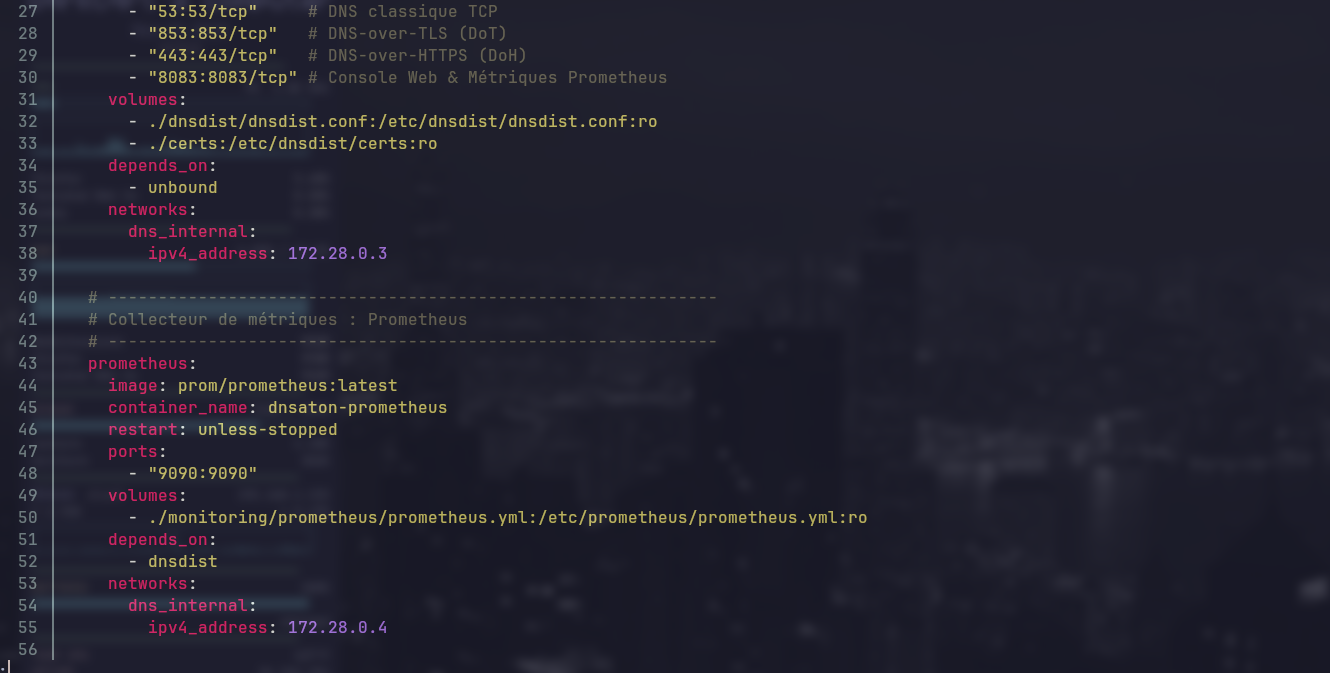 27 - "53:53/tcp" # DNS classique TCP
28 - "853:853/tcp" # DNS-over-TLS (DoT)
29 - "443:443/tcp" # DNS-over-HTTPS (DoH)
30 - "8083:8083/tcp" # Console Web & Métriques Prometheus
31 volumes:
32 - ./dnsdist/dnsdist.conf:/etc/dnsdist/dnsdist.conf:ro
33 - ./certs:/etc/dnsdist/certs:ro
34 depends_on:
35 - unbound
36 networks:
37 dns_internal:
38 ipv4_address: 172.28.0.3
39
40 # -------------------------------------------------------------
41 # Collecteur de métriques : Prometheus
42 # -------------------------------------------------------------
43 prometheus:
44 image: prom/prometheus:latest
45 container_name: dnsaton-prometheus
46 restart: unless-stopped
47 ports:
48 - "9090:9090"
49 volumes:
50 - ./monitoring/prometheus/prometheus.yml:/etc/prometheus/prometheus.yml:ro
51 depends_on:
52 - dnsdist
53 networks:
54 dns_internal:
55 ipv4_address: 172.28.0.4
56